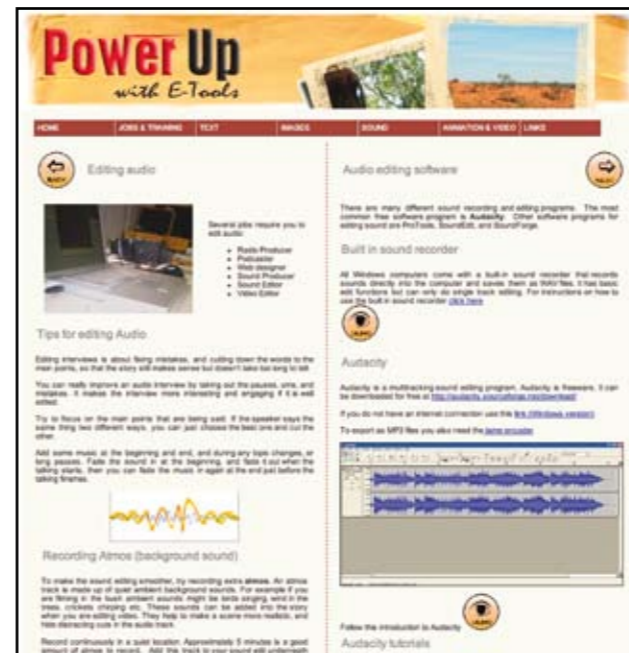 Power Up
with E-Tools
HOME JOBS & TRAINING TEXT IMAGES SOUND ANIMATION & VIDEO LINKS
BACK
Editing audio
Several jobs require you to
edit audio:
Radio Producer
Podcaster
Web designer
Sound Producer
Sound Editor
Video Editor
Tips for editing Audio
Editing interviews is about fixing mistakes, and cutting down the words to the
main points, so that the story still makes sense but doesn't take too long to tell.
You can really improve an audio interview by taking out the pauses, ums, and
mistakes. It makes the interview more interesting and engaging if it is well
edited.
Try to focus on the main points that are being said. If the speaker says the
same thing two different ways, you can just choose the best one and cut the
other.
Add some music at the beginning and end, and during any topic changes, or
long pauses. Fade the sound in at the beginning, and fade it out when the
talking starts, then you can fade the music in again at the end just before the
talking finishes.
Recording Atmos (background sound)
To make the sound editing smoother, try recording extra atmos. An atmos
track is made up of quiet ambient background sounds. For example if you
are filming in the bush ambient sounds might be birds singing, wind in the
trees, crickets chirping etc. These sounds can be added into the story
when you are editing video. They help to make a scene more realistic, and
hide distracting cuts in the audio track.
Record continuously in a quiet location. Approximately 5 minutes is a good
amount of atmos to record. Add this track to your sound edit underneath
Audio editing software
NEXT
There are many different sound recording and editing programs. The most
common free software program is Audacity. Other software programs for
editing sound are ProTools, SoundEdit, and SoundForge.
Built in sound recorder
All Windows computers come with a built-in sound recorder that records
sounds directly into the computer and saves them as WAV files. It has basic
edit functions but can only do single track editing. For instructions on how to
use the built in sound recorder click here
Audacity
Audacity is a multitracking sound editing program. Audacity is freeware, it can
be downloaded for free at http://audacity.sourceforge.net/download/
If you do not have an internet connection use this link (Windows version)
To export as MP3 files you also need the lame encoder
Follow the introduction to Audacity
Audacity tutorials